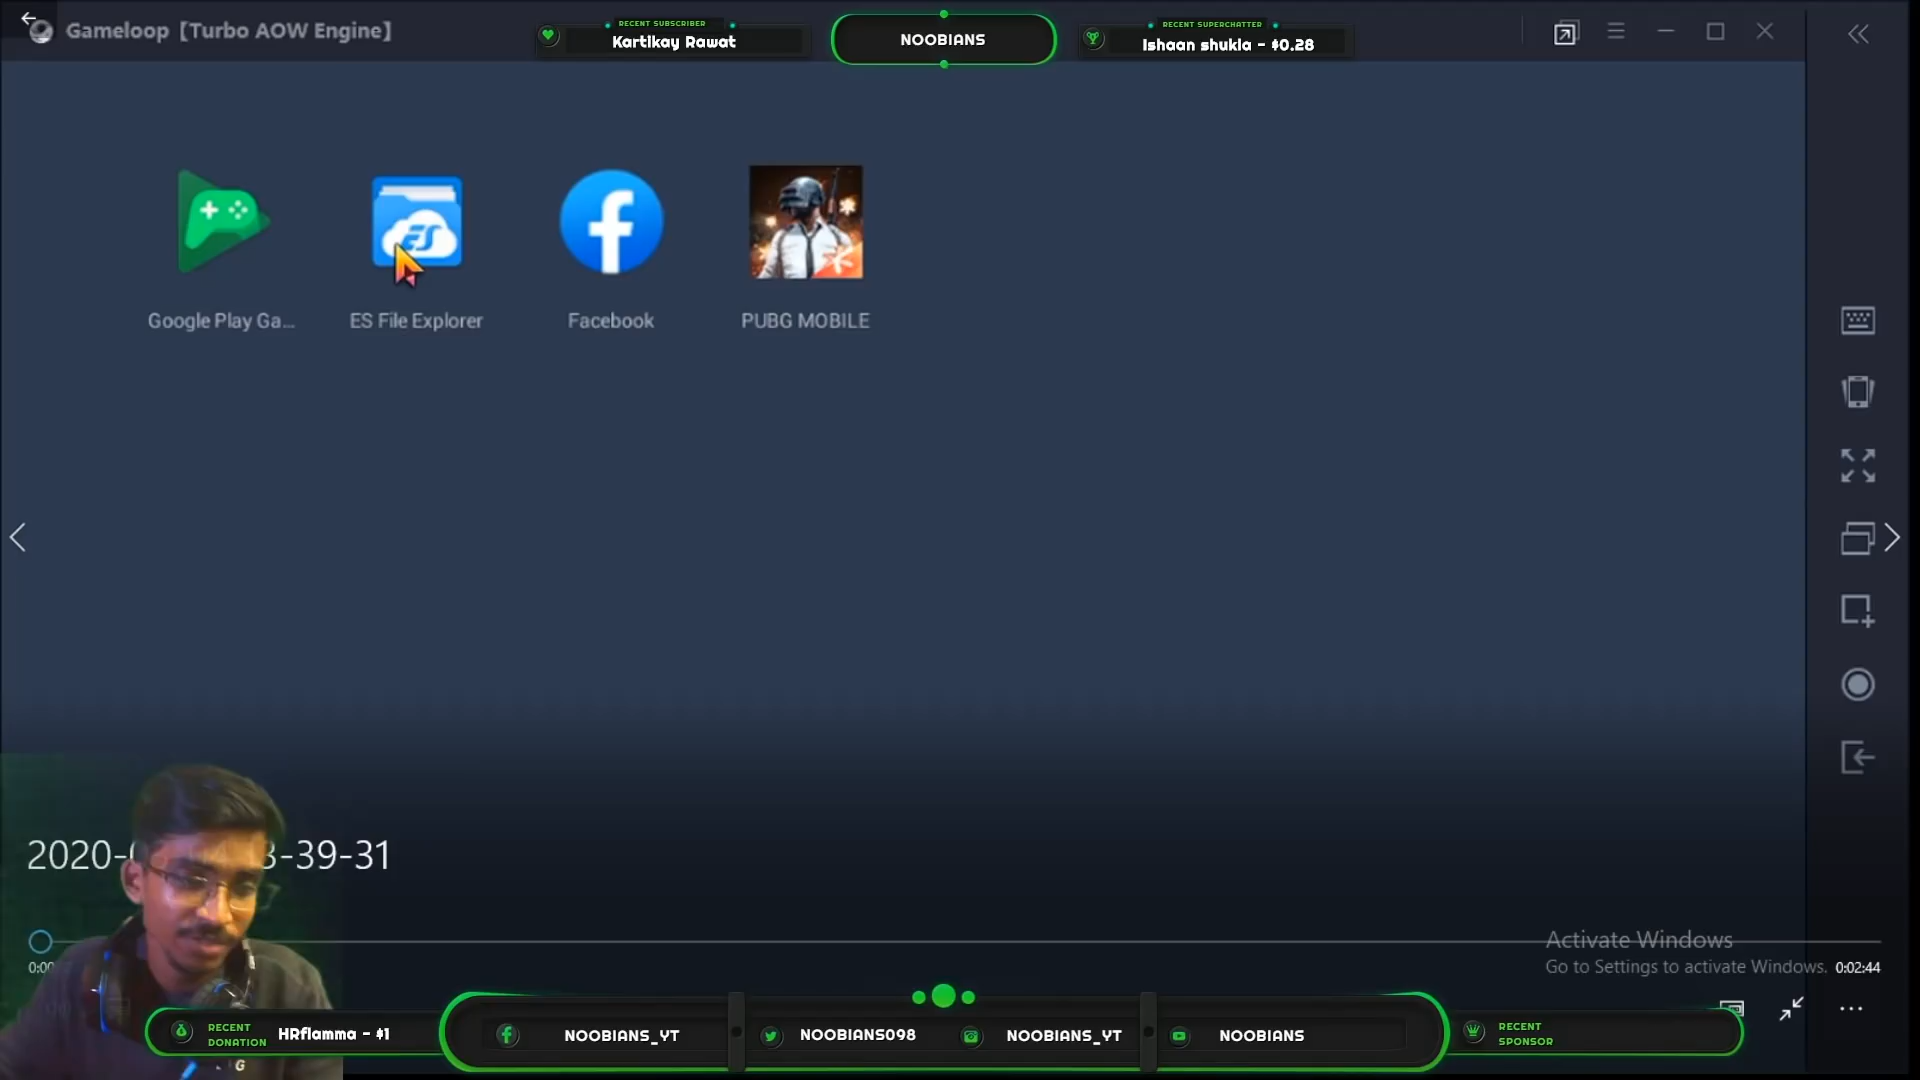 Gameloop【Turbo AOW Engine】
RECENT SUBSCRIBER
Kartikay Rawat
NOOBIANS
RECENT SUPERCHATTER
Ishaan shukla - $0.28
Google Play Ga...
ES File Explorer
Facebook
PUBG MOBILE
-39-31
Activate Windows
Go to Settings to activate Windows.
0:02:44
RECENT
DONATION
HRflamma - $1
NOOBIANS_YT
NOOBIANS098
NOOBIANS_YT
NOOBIANS
RECENT
SPONSOR